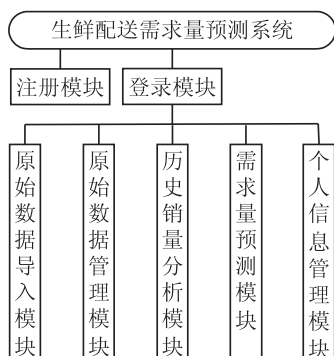 生鲜配送需求量预测系统
注册模块
登录模块
原始数据导入模块
原始数据管理模块
历史销量分析模块
需求量预测模块
个人信息管理模块